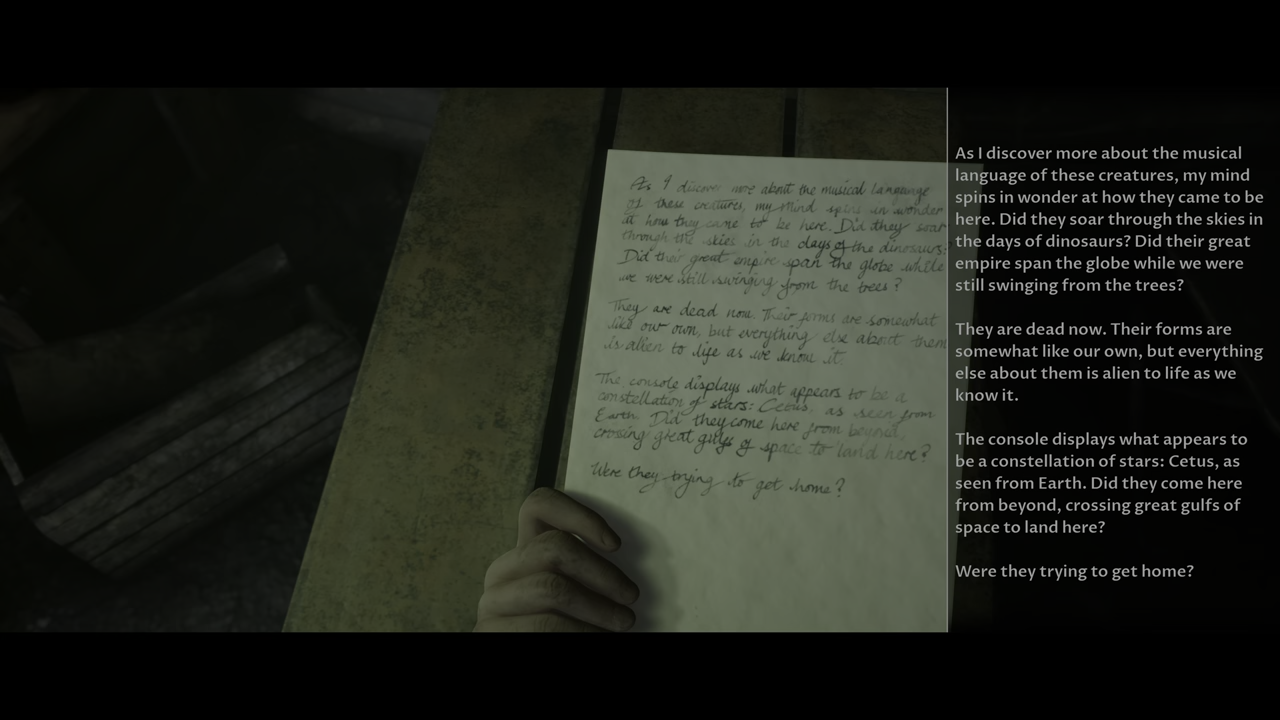 As I discover more about the musical language
of these creatures, my mind spins in wonder
at how they came to be here. Did they soar
through the skies in the days of the dinosaurs?
Did their great empire span the globe while
we were still swinging from the trees?
They are dead now. Their forms are somewhat
like our own, but everything else about them
is alien to life as we know it.
The console displays what appears to be a
constellation of stars: Cetus, as seen from
Earth. Did they come here from beyond,
crossing great gulfs of space to land here?
Were they trying to get home?
As I discover more about the musical
language of these creatures, my mind
spins in wonder at how they came to be
here. Did they soar through the skies in
the days of dinosaurs? Did their great
empire span the globe while we were
still swinging from the trees?
They are dead now. Their forms are
somewhat like our own, but everything
else about them is alien to life as we
know it.
The console displays what appears to
be a constellation of stars: Cetus, as
seen from Earth. Did they come here
from beyond, crossing great gulfs of
space to land here?
Were they trying to get home?